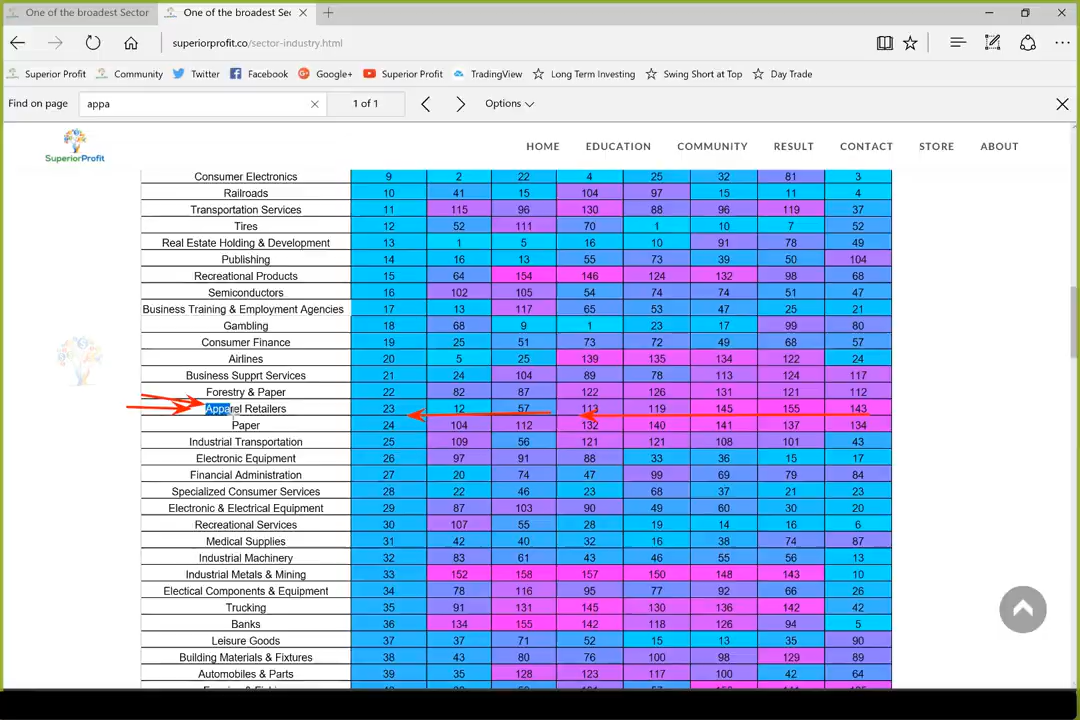 One of the broadest Sector
One of the broadest Sec
superiorprofit.co/sector-industry.html
Superior Profit Community Twitter Facebook Google+ Superior Profit TradingView Long Term Investing Swing Short at Top Day Trade
Find on page appa 1 of 1 Options
SuperiorProfit
HOME EDUCATION COMMUNITY RESULT CONTACT STORE ABOUT
Consumer Electronics 9 2 22 4 25 32 81 3
Railroads 10 41 15 104 97 15 11 4
Transportation Services 11 115 96 130 88 96 119 37
Tires 12 52 111 70 1 10 7 52
Real Estate Holding & Development 13 1 5 16 10 91 78 49
Publishing 14 16 13 55 73 39 50 104
Recreational Products 15 64 154 146 124 132 98 68
Semiconductors 16 102 105 54 74 74 51 47
Business Training & Employment Agencies 17 13 117 65 53 47 25 21
Gambling 18 68 9 1 23 17 99 80
Consumer Finance 19 25 51 73 72 49 68 57
Airlines 20 5 25 139 135 134 122 24
Business Supprt Services 21 24 104 89 78 113 124 117
Forestry & Paper 22 82 87 122 126 131 121 112
Apparel Retailers 23 12 57 113 119 145 155 143
Paper 24 104 112 132 140 141 137 134
Industrial Transportation 25 109 56 121 121 108 101 43
Electronic Equipment 26 97 91 88 33 36 15 17
Financial Administration 27 20 74 47 99 69 79 84
Specialized Consumer Services 28 22 46 23 68 37 21 23
Electronic & Electrical Equipment 29 87 103 90 49 60 30 20
Recreational Services 30 107 55 28 19 14 16 6
Medical Supplies 31 42 40 32 16 38 74 87
Industrial Machinery 32 83 61 43 46 55 56 13
Industrial Metals & Mining 33 152 158 157 150 148 143 10
Electical Components & Equipment 34 78 116 95 77 92 66 26
Trucking 35 91 131 145 130 136 142 42
Banks 36 134 155 142 118 126 94 5
Leisure Goods 37 37 71 52 15 13 35 90
Building Materials & Fixtures 38 43 80 76 100 98 129 89
Automobiles & Parts 39 35 128 123 117 100 42 64